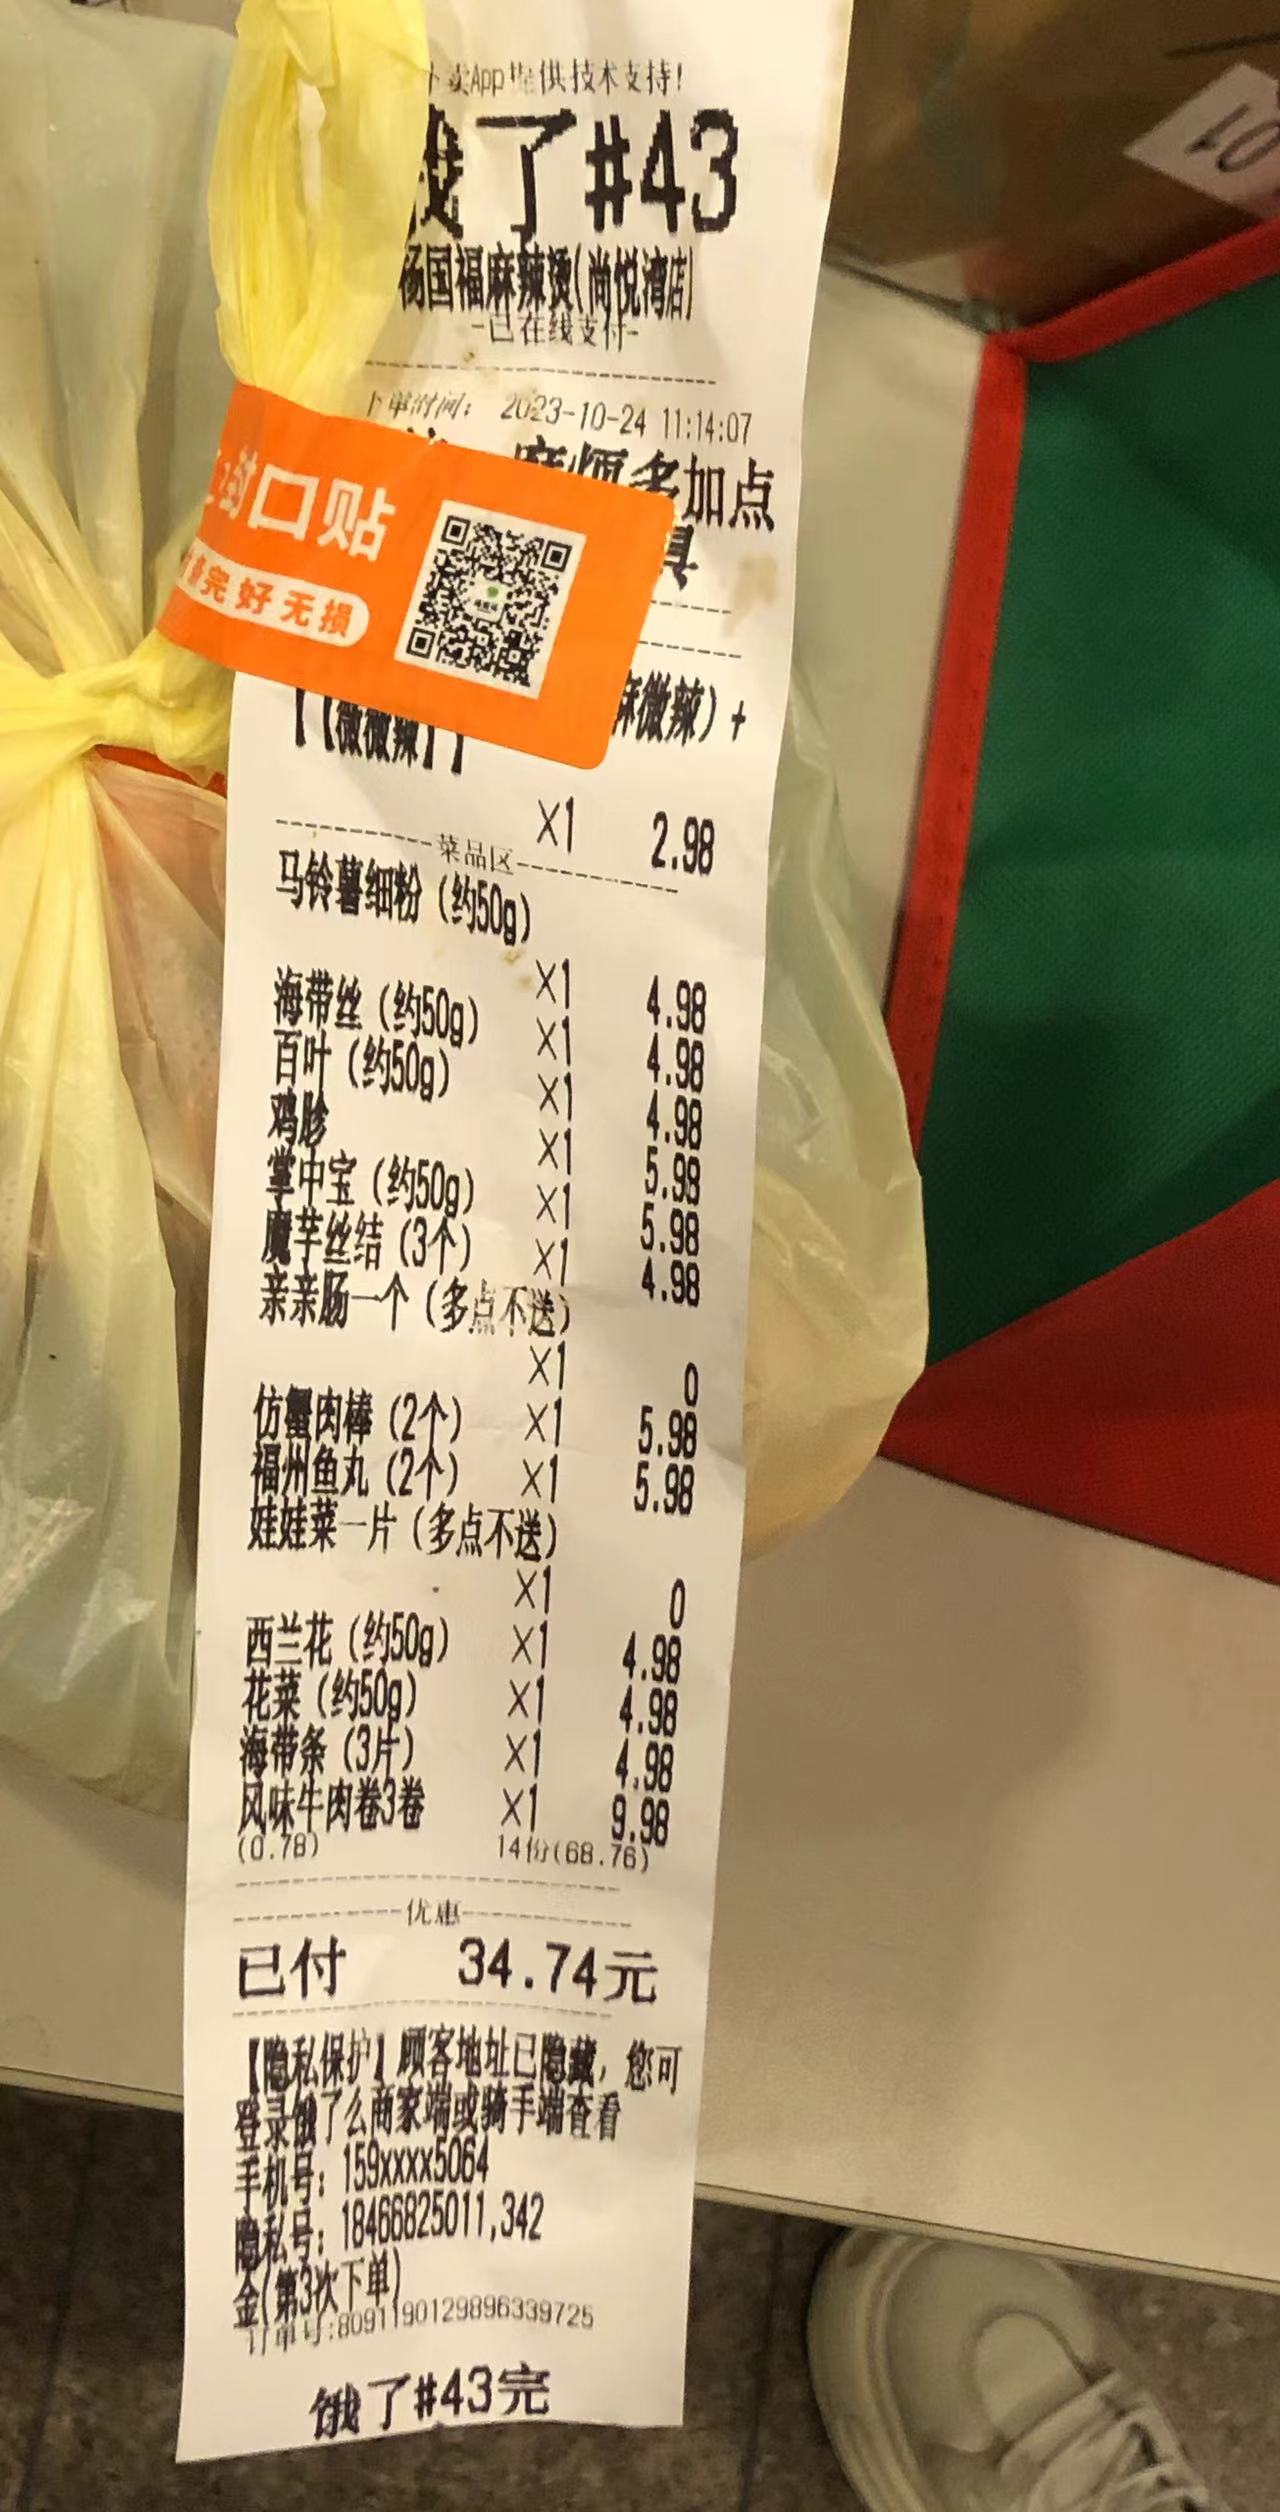 卖App提供技术支持!
饿了#43
杨国福麻辣烫(尚悦湾店)
-已在线支付-
下单时间: 2023-10-24 11:14:07
麻烦多加点
具
封口贴
完好无损
麻微辣)+
【【微微辣】】
X1 2.98
菜品区
马铃薯细粉(约50g)
X1 4.98
海带丝(约50g) X1 4.98
百叶(约50g) X1 4.98
鸡胗 X1 5.98
掌中宝(约50g) X1 5.98
魔芋丝结(3个) X1 4.98
亲亲肠一个(多点不送)
X1 0
仿蟹肉棒(2个) X1 5.98
福州鱼丸(2个) X1 5.98
娃娃菜一片(多点不送)
X1 0
西兰花(约50g) X1 4.98
花菜(约50g) X1 4.98
海带条(3片) X1 4.98
风味牛肉卷3卷 X1 9.98
(0.78) 14份(68.76)
优惠
已付 34.74元
【隐私保护】顾客地址已隐藏,您可
登录饿了么商家端或骑手端查看
手机号: 159xxxx5064
隐私号: 18466825011,342
金(第3次下单)
订单号:8091190129896339725
饿了#43完
01